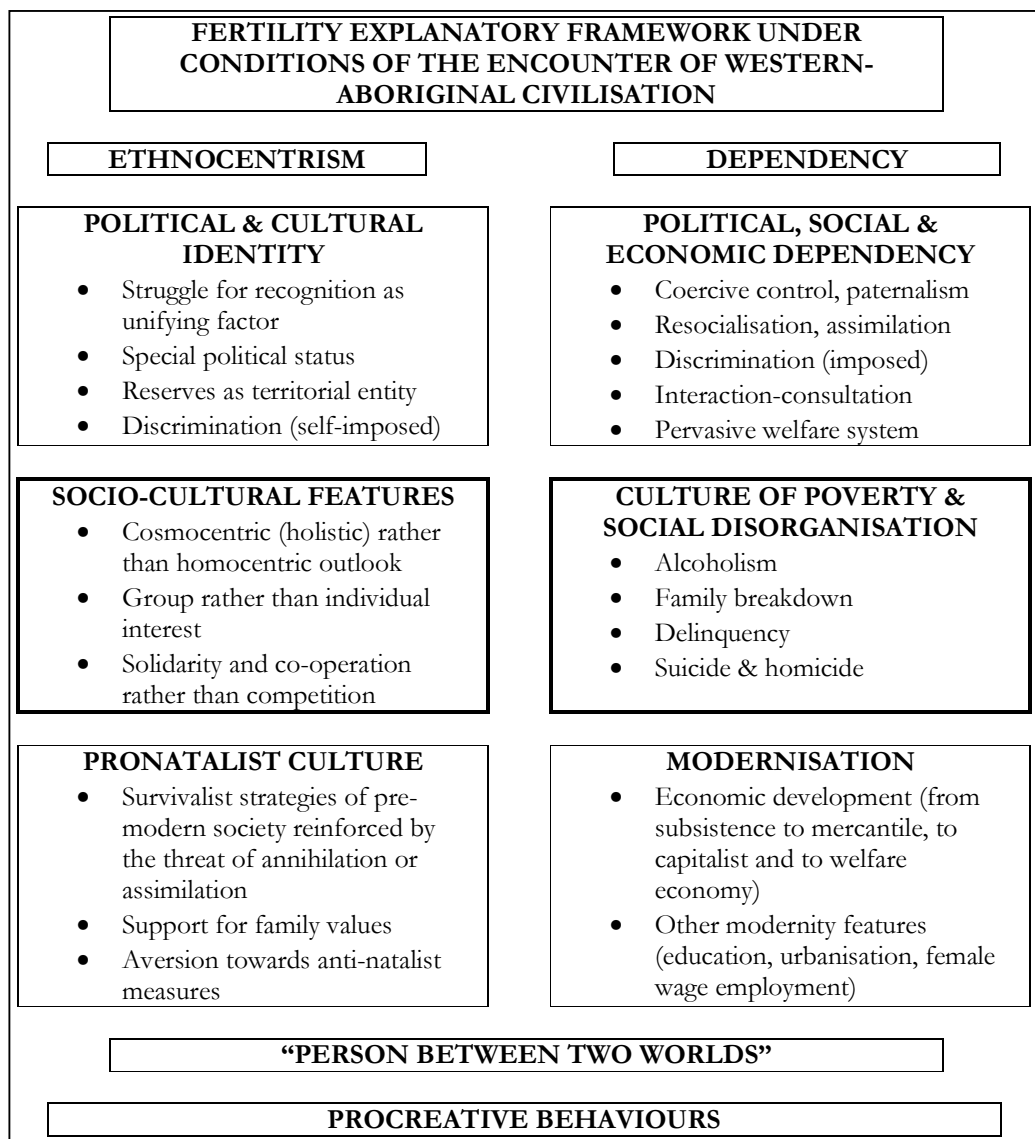 FERTILITY EXPLANATORY FRAMEWORK UNDER
CONDITIONS OF THE ENCOUNTER OF WESTERN-
ABORIGINAL CIVILISATION
ETHNOCENTRISM
DEPENDENCY
POLITICAL & CULTURAL
IDENTITY
• Struggle for recognition as
unifying factor
• Special political status
• Reserves as territorial entity
• Discrimination (self-imposed)
POLITICAL, SOCIAL &
ECONOMIC DEPENDENCY
• Coercive control, paternalism
• Resocialisation, assimilation
• Discrimination (imposed)
• Interaction-consultation
• Pervasive welfare system
SOCIO-CULTURAL FEATURES
• Cosmocentric (holistic) rather
than homocentric outlook
• Group rather than individual
interest
• Solidarity and co-operation
rather than competition
CULTURE OF POVERTY &
SOCIAL DISORGANISATION
• Alcoholism
• Family breakdown
• Delinquency
• Suicide & homicide
PRONATALIST CULTURE
• Survivalist strategies of pre-
modern society reinforced by
the threat of annihilation or
assimilation
• Support for family values
• Aversion towards anti-natalist
measures
MODERNISATION
• Economic development (from
subsistence to mercantile, to
capitalist and to welfare
economy)
• Other modernity features
(education, urbanisation, female
wage employment)
“PERSON BETWEEN TWO WORLDS”
PROCREATIVE BEHAVIOURS